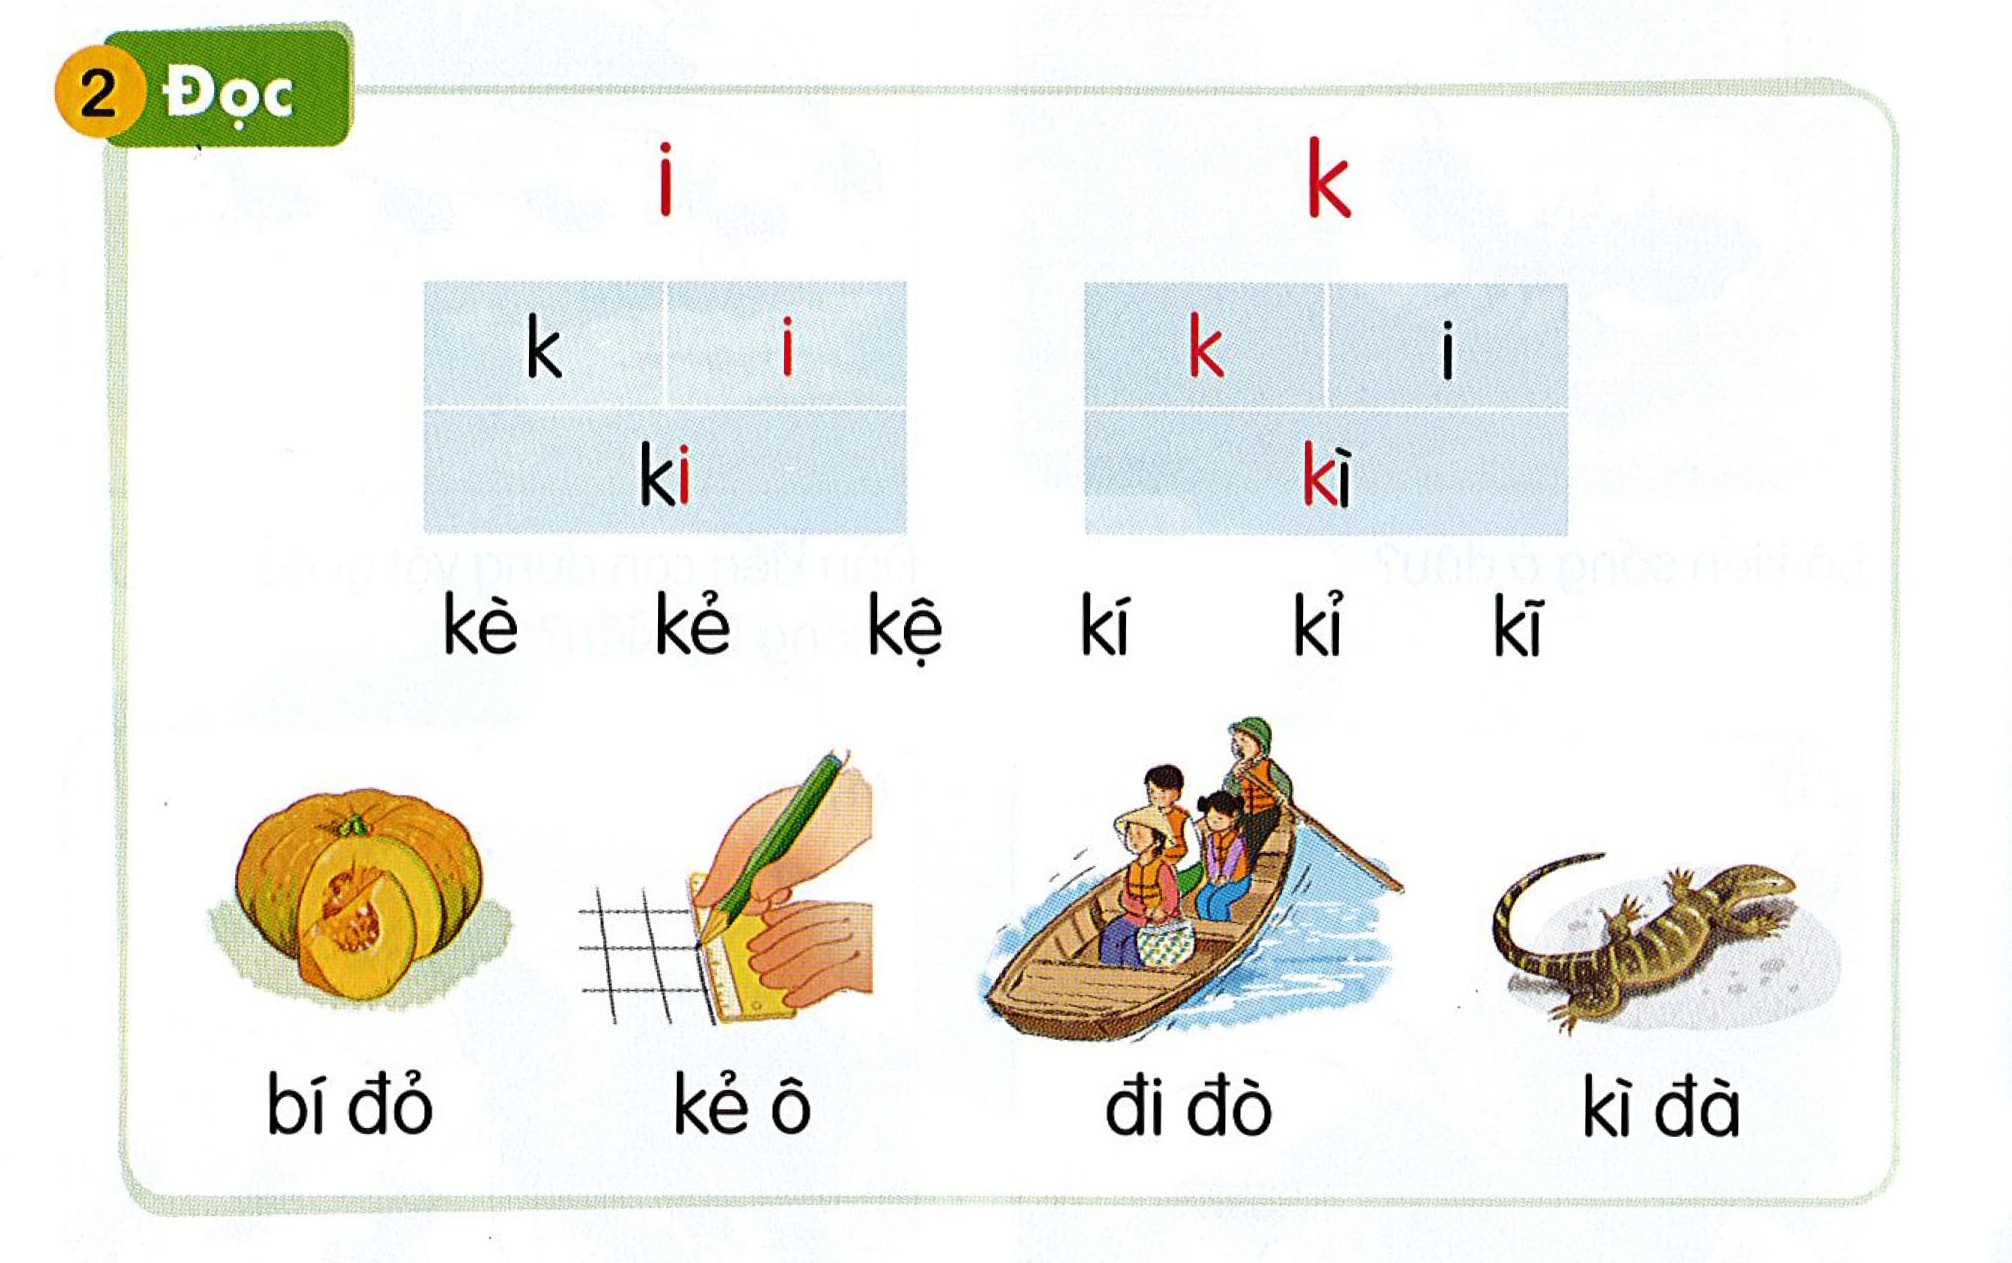 2 Đọc
i k
k i k i
ki kì
kè kẻ kệ kí kỉ kĩ
bí đỏ kẻ ô đi đò kì đà